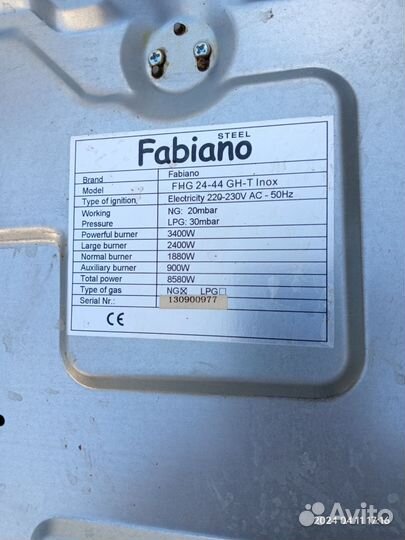 STEEL
Fabiano
Brand Fabiano
Model FHG 24-44 GH-T Inox
Type of ignition Electricity 220-230V AC - 50Hz
Working NG: 20mbar
Pressure LPG: 30mbar
Powerful burner 3400W
Large burner 2400W
Normal burner 1880W
Auxiliary burner 900W
Total power 8580W
Type of gas NG☒ LPG☐
Serial Nr.: 130900977
CE
2024 04 11 17:16
Avito